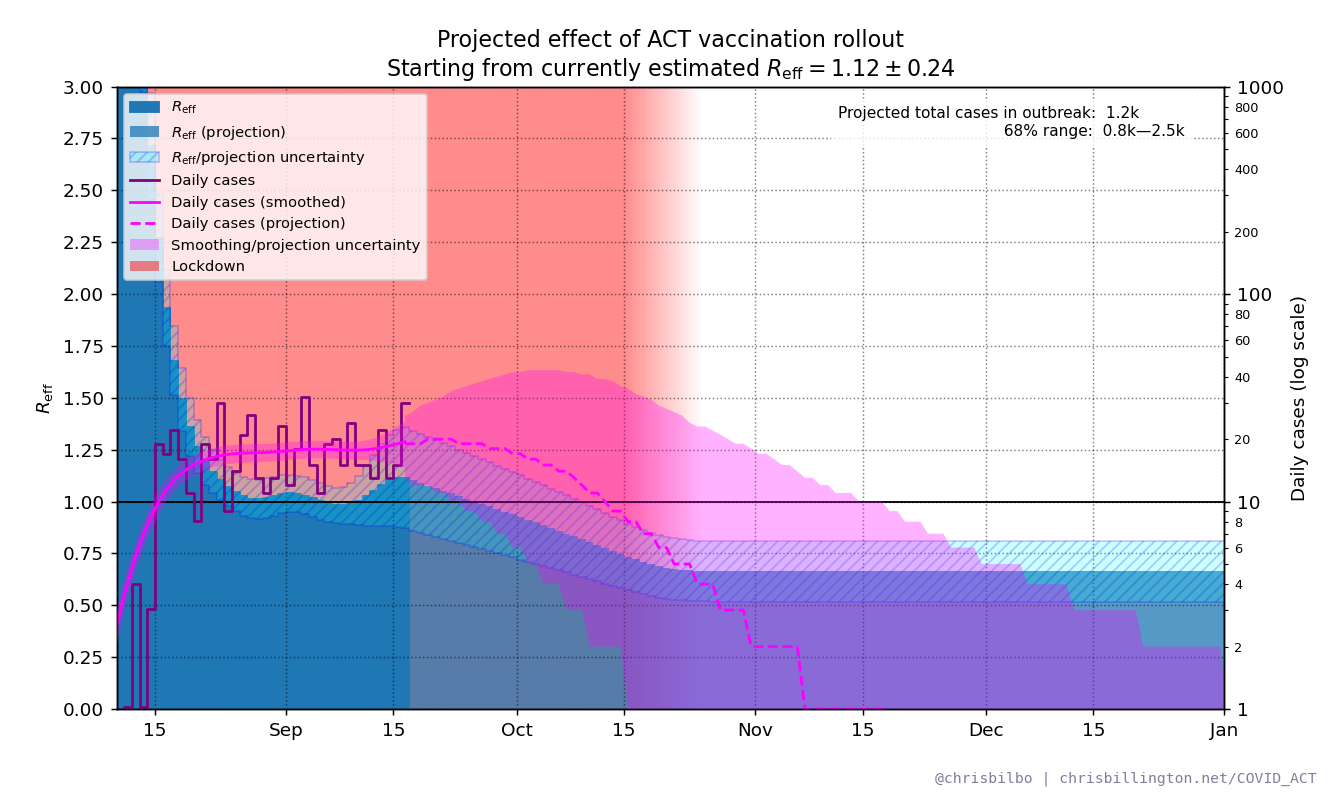 Projected effect of ACT vaccination rollout
Starting from currently estimated R_eff = 1.12 ± 0.24
Projected total cases in outbreak: 1.2k
68% range: 0.8k—2.5k
R_eff
R_eff (projection)
R_eff/projection uncertainty
Daily cases
Daily cases (smoothed)
Daily cases (projection)
Smoothing/projection uncertainty
Lockdown
R_eff
3.00
2.75
2.50
2.25
2.00
1.75
1.50
1.25
1.00
0.75
0.50
0.25
0.00
1000
800
600
400
200
100
80
60
40
20
10
8
6
4
2
1
Daily cases (log scale)
15 Sep 15 Oct 15 Nov 15 Dec 15 Jan
@chrisbilbo | chrisbillington.net/COVID_ACT